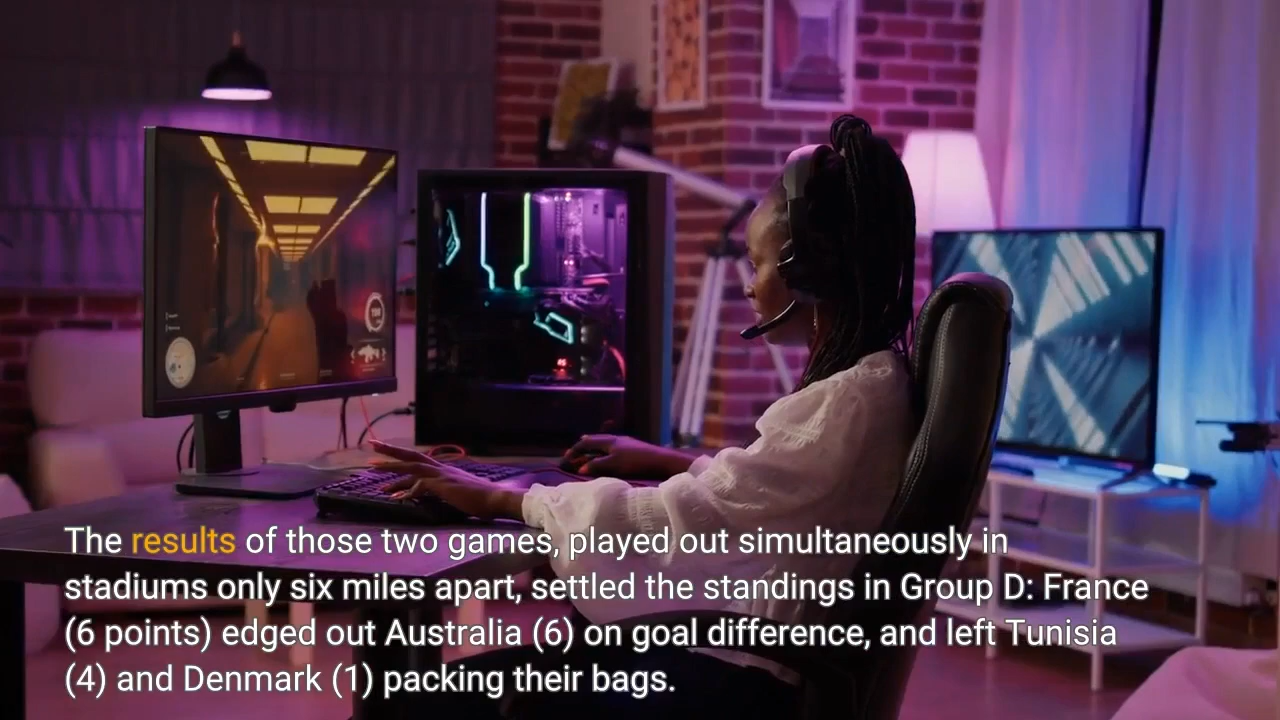 The results of those two games, played out simultaneously in
stadiums only six miles apart, settled the standings in Group D: France
(6 points) edged out Australia (6) on goal difference, and left Tunisia
(4) and Denmark (1) packing their bags.